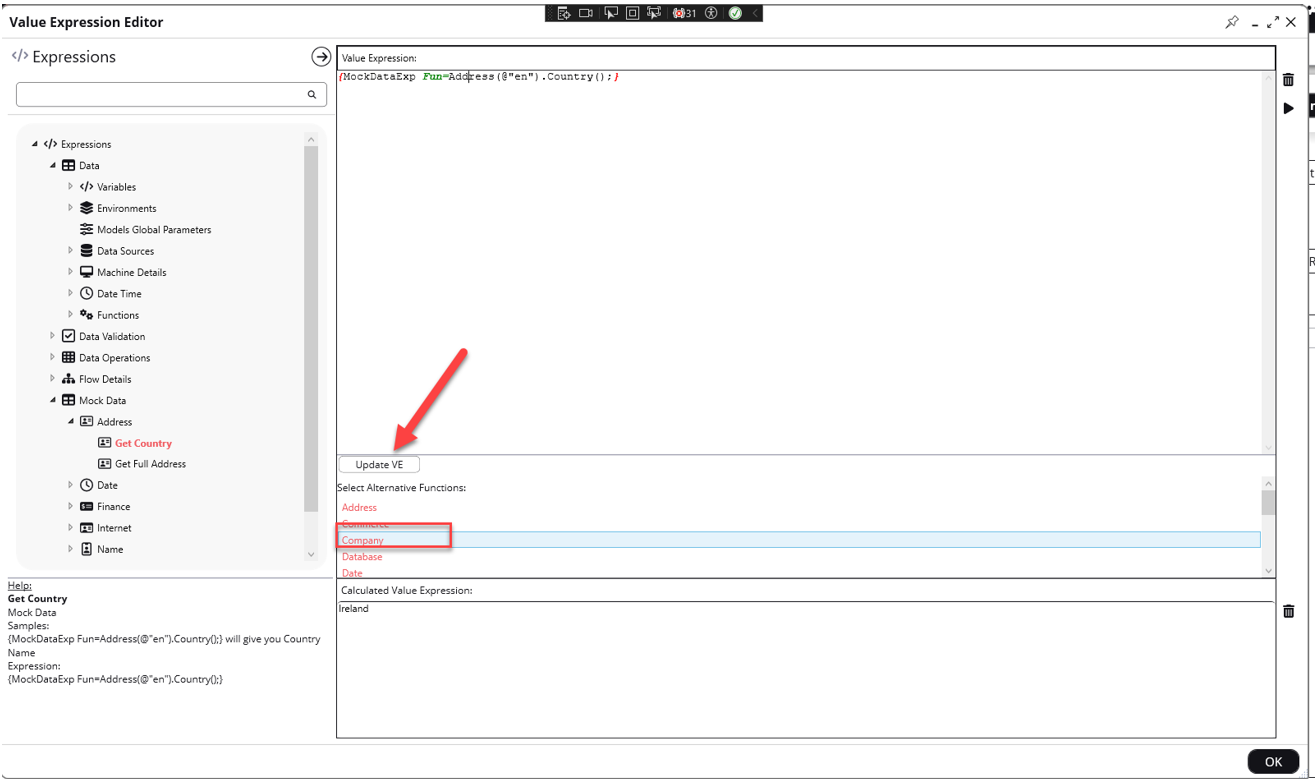 31
Value Expression Editor
</> Expressions
</> Expressions
Data
</> Variables
Environments
Models Global Parameters
Data Sources
Machine Details
Date Time
Functions
Data Validation
Data Operations
Flow Details
Mock Data
Address
Get Country
Get Full Address
Date
Finance
Internet
Name
Help:
Get Country
Mock Data
Samples:
{MockDataExp Fun=Address(@"en").Country();} will give you Country
Name
Expression:
{MockDataExp Fun=Address(@"en").Country();}
Value Expression:
{MockDataExp Fun=Address(@"en").Country();}
Update VE
Select Alternative Functions:
Address
Commerce
Company
Database
Date
Calculated Value Expression:
Ireland
OK